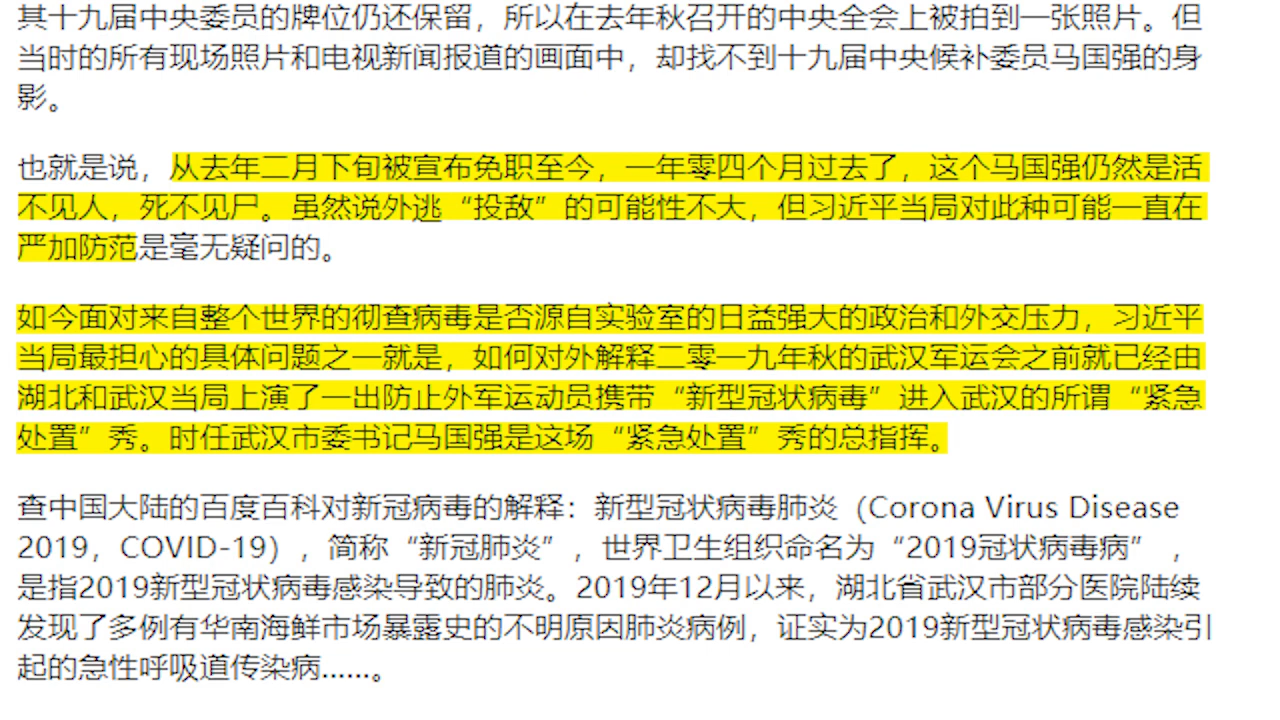 其十九届中央委员的牌位仍还保留，所以在去年秋召开的中央全会上被拍到一张照片。但
当时的所有现场照片和电视新闻报道的画面中，却找不到十九届中央候补委员马国强的身
影。
也就是说，从去年二月下旬被宣布免职至今，一年零四个月过去了，这个马国强仍然是活
不见人，死不见尸。虽然说外逃“投敌”的可能性不大，但习近平当局对此种可能一直在
严加防范是毫无疑问的。
如今面对来自整个世界的彻查病毒是否源自实验室的日益强大的政治和外交压力，习近平
当局最担心的具体问题之一就是，如何对外解释二零一九年秋的武汉军运会之前就已经由
湖北和武汉当局上演了一出防止外军运动员携带“新型冠状病毒”进入武汉的所谓“紧急
处置”秀。时任武汉市委书记马国强是这场“紧急处置”秀的总指挥。
查中国大陆的百度百科对新冠病毒的解释：新型冠状病毒肺炎（Corona Virus Disease
2019，COVID-19），简称“新冠肺炎”，世界卫生组织命名为“2019冠状病毒病”，
是指2019新型冠状病毒感染导致的肺炎。2019年12月以来，湖北省武汉市部分医院陆续
发现了多例有华南海鲜市场暴露史的不明原因肺炎病例，证实为2019新型冠状病毒感染引
起的急性呼吸道传染病……。